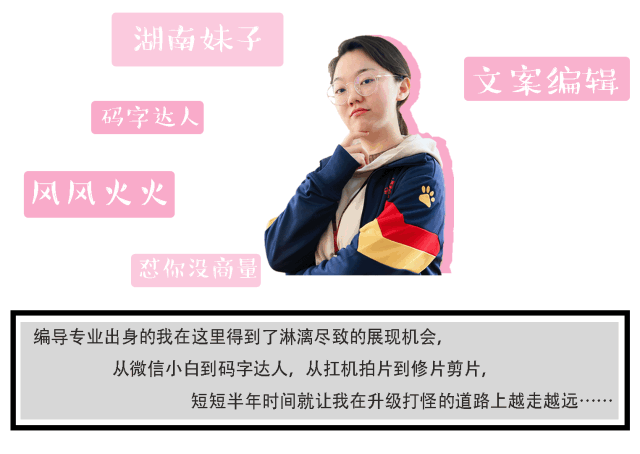 湖南妹子
文案编辑
码字达人
风风火火
怼你没商量
编导专业出身的我在这里得到了淋漓尽致的展现机会，
从微信小白到码字达人，从扛机拍片到修片剪片，
短短半年时间就让我在升级打怪的道路上越走越远……